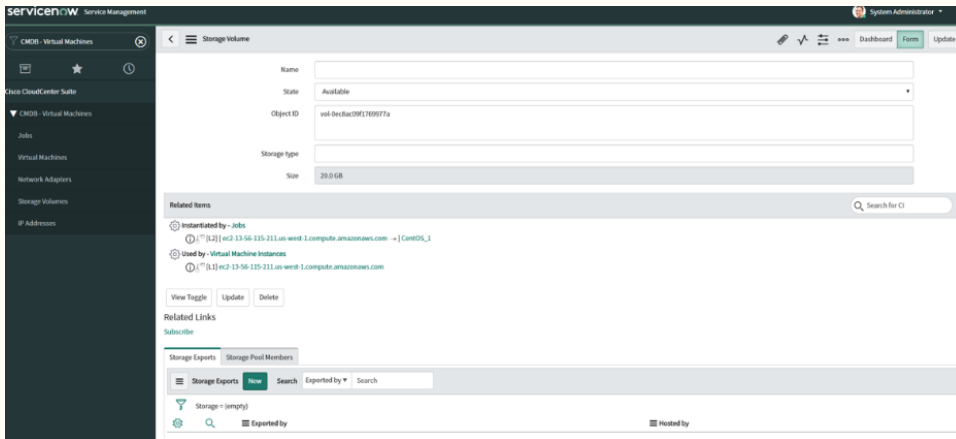 servicenow Service Management
System Administrator
CMDB - Virtual Machines
Cisco CloudCenter Suite
CMDB - Virtual Machines
Jobs
Virtual Machines
Network Adapters
Storage Volumes
IP Addresses
Storage Volume
Dashboard Form Update
Name
State Available
Object ID vol-0ec8ac09f1769977a
Storage type
Size 20.0 GB
Related Items Search for CI
Instantiated by - Jobs
[L2] [ ec2-13-56-115-211.us-west-1.compute.amazonaws.com → ] CentOS_1
Used by - Virtual Machine Instances
[L1] ec2-13-56-115-211.us-west-1.compute.amazonaws.com
View Toggle Update Delete
Related Links
Subscribe
Storage Exports Storage Pool Members
Storage Exports New Search Exported by Search
Storage = (empty)
Exported by Hosted by